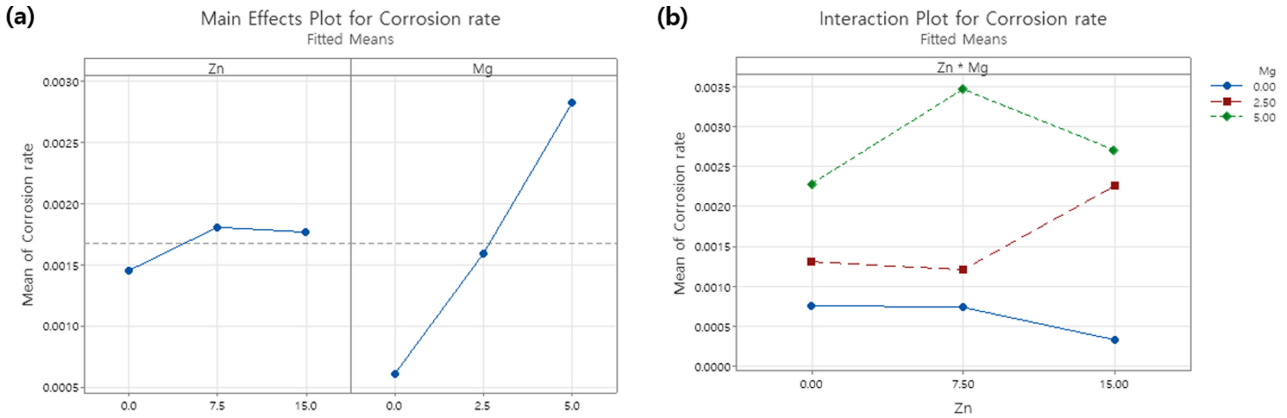 (a)
Main Effects Plot for Corrosion rate
Fitted Means
Zn Mg
Mean of Corrosion rate
0.0030
0.0025
0.0020
0.0015
0.0010
0.0005
0.0 7.5 15.0 0.0 2.5 5.0
(b)
Interaction Plot for Corrosion rate
Fitted Means
Zn * Mg
Mean of Corrosion rate
0.0035
0.0030
0.0025
0.0020
0.0015
0.0010
0.0005
0.0000
0.00 7.50 15.00
Zn
Mg
0.00
2.50
5.00